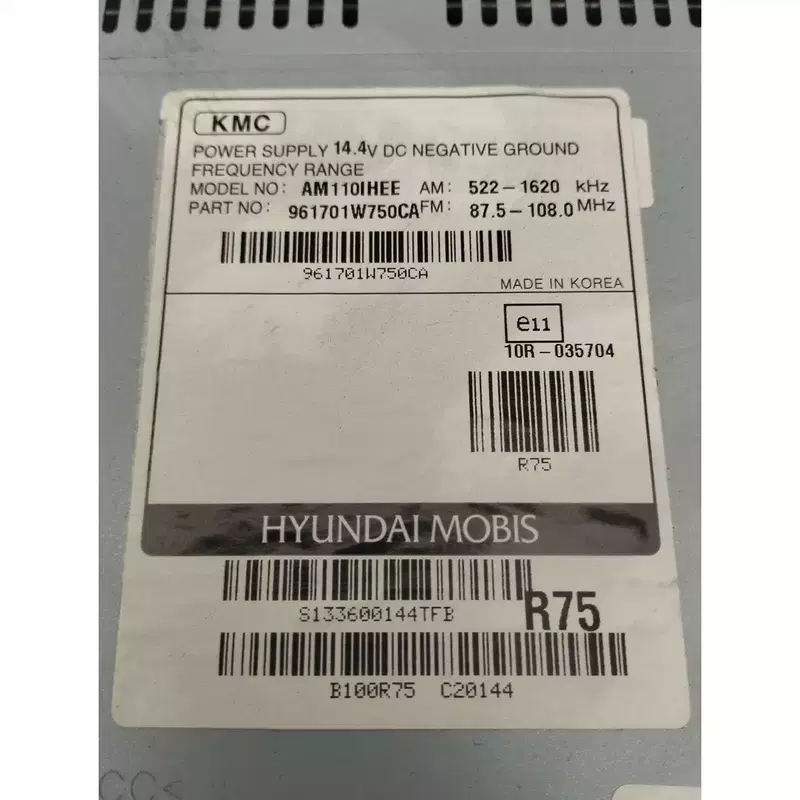 KMC
POWER SUPPLY 14.4V DC NEGATIVE GROUND
FREQUENCY RANGE
MODEL NO: AM110IHEE AM: 522-1620 kHz
PART NO: 961701W750CA FM: 87.5-108.0 MHz
961701W750CA
MADE IN KOREA
e11
10R-035704
R75
HYUNDAI MOBIS
S133600144TFB
R75
B100R75 C20144